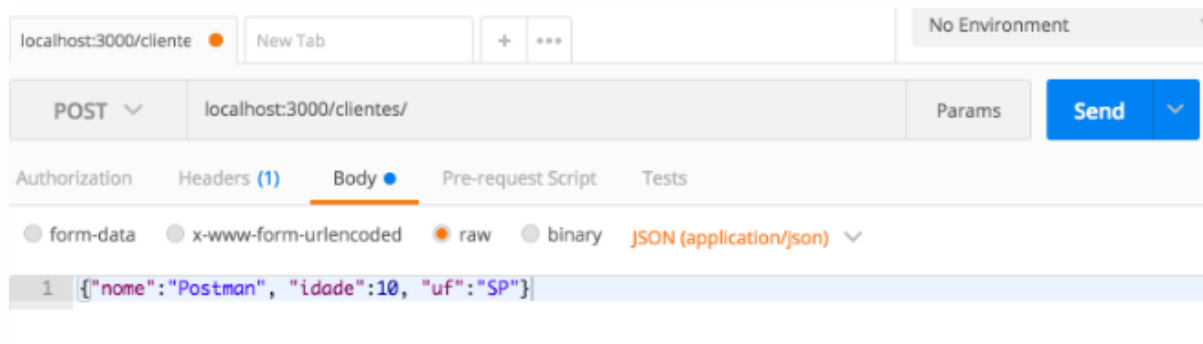 localhost:3000/cliente New Tab + ••• No Environment
POST localhost:3000/clientes/ Params Send
Authorization Headers (1) Body Pre-request Script Tests
form-data x-www-form-urlencoded raw binary JSON (application/json)
1 {"nome":"Postman", "idade":10, "uf":"SP"}